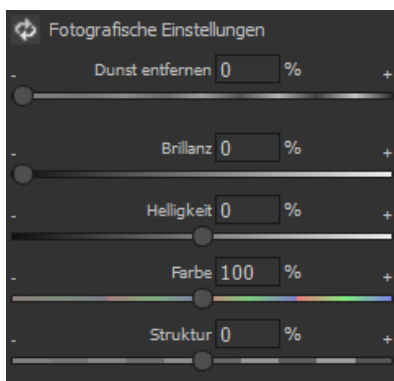 Fotografische Einstellungen
Dunst entfernen 0 %
- +
Brillanz 0 %
- +
Helligkeit 0 %
- +
Farbe 100 %
- +
Struktur 0 %
- +